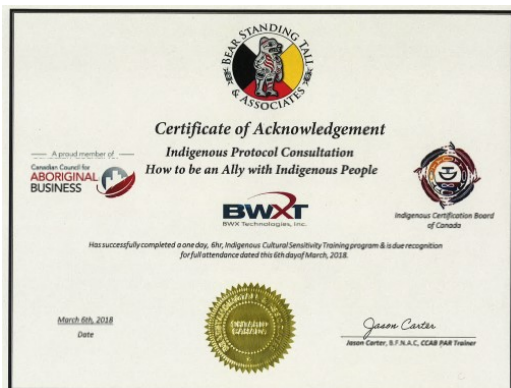 BEAR STANDING TALL
& ASSOCIATES
Certificate of Acknowledgement
Indigenous Protocol Consultation
How to be an Ally with Indigenous People
A proud member of
Canadian Council for
ABORIGINAL
BUSINESS
BWXT
BWX Technologies, Inc.
Indigenous Certification Board
of Canada
Has successfully completed a one day, 6hr, Indigenous Cultural Sensitivity Training program & is due recognition
for full attendance dated this 6th day of March, 2018.
March 6th, 2018
Date
Jason Carter
Jason Carter, B.F.N.A.C, CCAB PAR Trainer